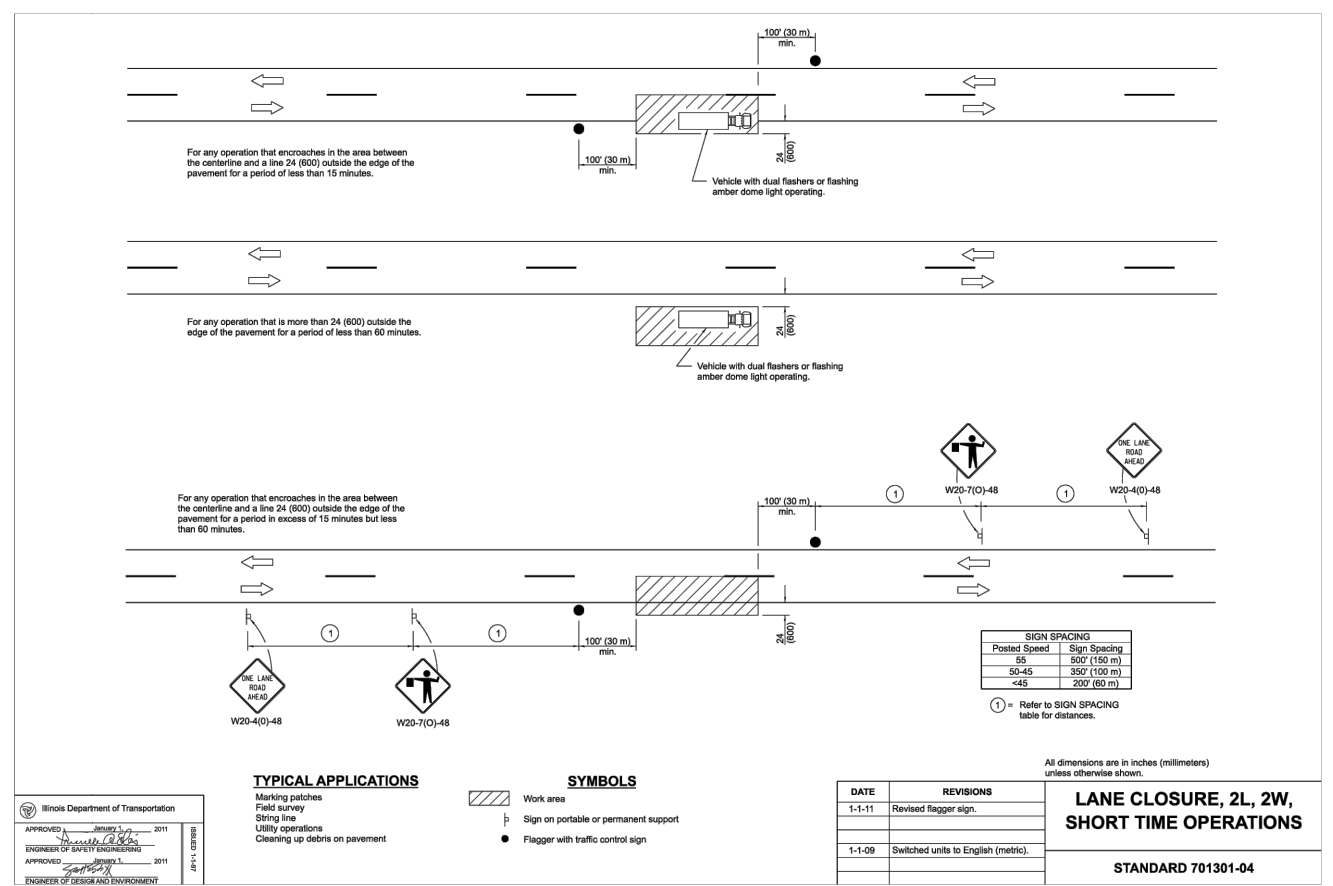 100' (30 m)
min.
For any operation that encroaches in the area between
the centerline and a line 24 (600) outside the edge of the
pavement for a period of less than 15 minutes.
100' (30 m)
min.
24
(600)
Vehicle with dual flashers or flashing
amber dome light operating.
For any operation that is more than 24 (600) outside the
edge of the pavement for a period of less than 60 minutes.
24
(600)
Vehicle with dual flashers or flashing
amber dome light operating.
For any operation that encroaches in the area between
the centerline and a line 24 (600) outside the edge of the
pavement for a period in excess of 15 minutes but less
than 60 minutes.
100' (30 m)
min.
1
W20-7(O)-48
1
ONE LANE
ROAD
AHEAD
W20-4(0)-48
1
1
100' (30 m)
min.
24
(600)
ONE LANE
ROAD
AHEAD
W20-4(0)-48
W20-7(O)-48
SIGN SPACING
Posted Speed Sign Spacing
55 500' (150 m)
50-45 350' (100 m)
<45 200' (60 m)
1 = Refer to SIGN SPACING
table for distances.
All dimensions are in inches (millimeters)
unless otherwise shown.
TYPICAL APPLICATIONS
Marking patches
Field survey
String line
Utility operations
Cleaning up debris on pavement
SYMBOLS
Work area
Sign on portable or permanent support
Flagger with traffic control sign
Illinois Department of Transportation
APPROVED January 1, 2011
ENGINEER OF SAFETY ENGINEERING
APPROVED January 1, 2011
ENGINEER OF DESIGN AND ENVIRONMENT
ISSUED 1-1-97
DATE REVISIONS
1-1-11 Revised flagger sign.
1-1-09 Switched units to English (metric).
LANE CLOSURE, 2L, 2W,
SHORT TIME OPERATIONS
STANDARD 701301-04